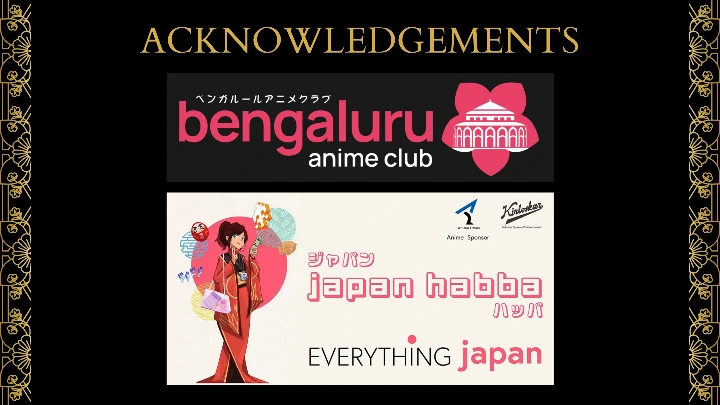 ACKNOWLEDGEMENTS
ベンガルールアニメクラブ
bengaluru
anime club
Anime Sponsor
Kirloskar
ジャパン
japan habba
ハッバ
EVERYTHING japan